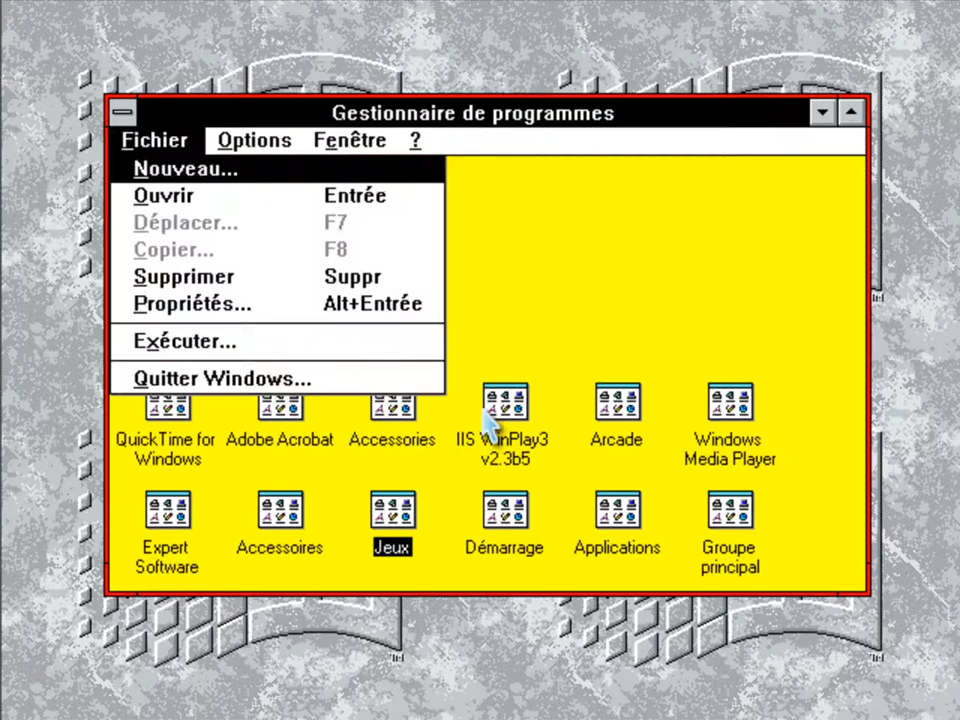 Gestionnaire de programmes
Fichier Options Fenêtre ?
Nouveau...
Ouvrir Entrée
Déplacer... F7
Copier... F8
Supprimer Suppr
Propriétés... Alt+Entrée
Exécuter...
Quitter Windows...
QuickTime for Windows
Adobe Acrobat
Accessories
IIS WinPlay3 v2.3b5
Arcade
Windows Media Player
Expert Software
Accessoires
Jeux
Démarrage
Applications
Groupe principal